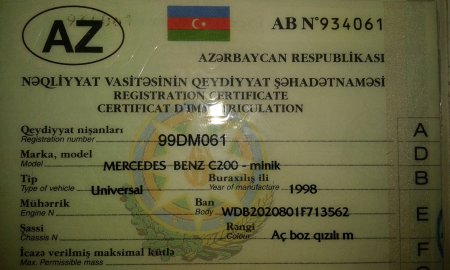 AZ
AB N°934061
AZƏRBAYCAN RESPUBLİKASI
NƏQLİYYAT VASİTƏSİNİN QEYDİYYAT ŞƏHADƏTNAMƏSİ
REGISTRATION CERTIFICATE
CERTIFICAT D'IMMATRICULATION
Qeydiyyat nişanları
Registration number 99DM061 A
Marka, model
Model MERCEDES BENZ C200 - minik D
Tip Buraxılış ili
Type of vehicle Universal Year of manufacture 1998 B
Mühərrik Ban
Engine N Body WDB2020801F713562 E
Şassi Rəngi
Chassis N Colour Aç boz qızılı m
İcazə verilmiş maksimal kütlə F
Max. Permissible mass